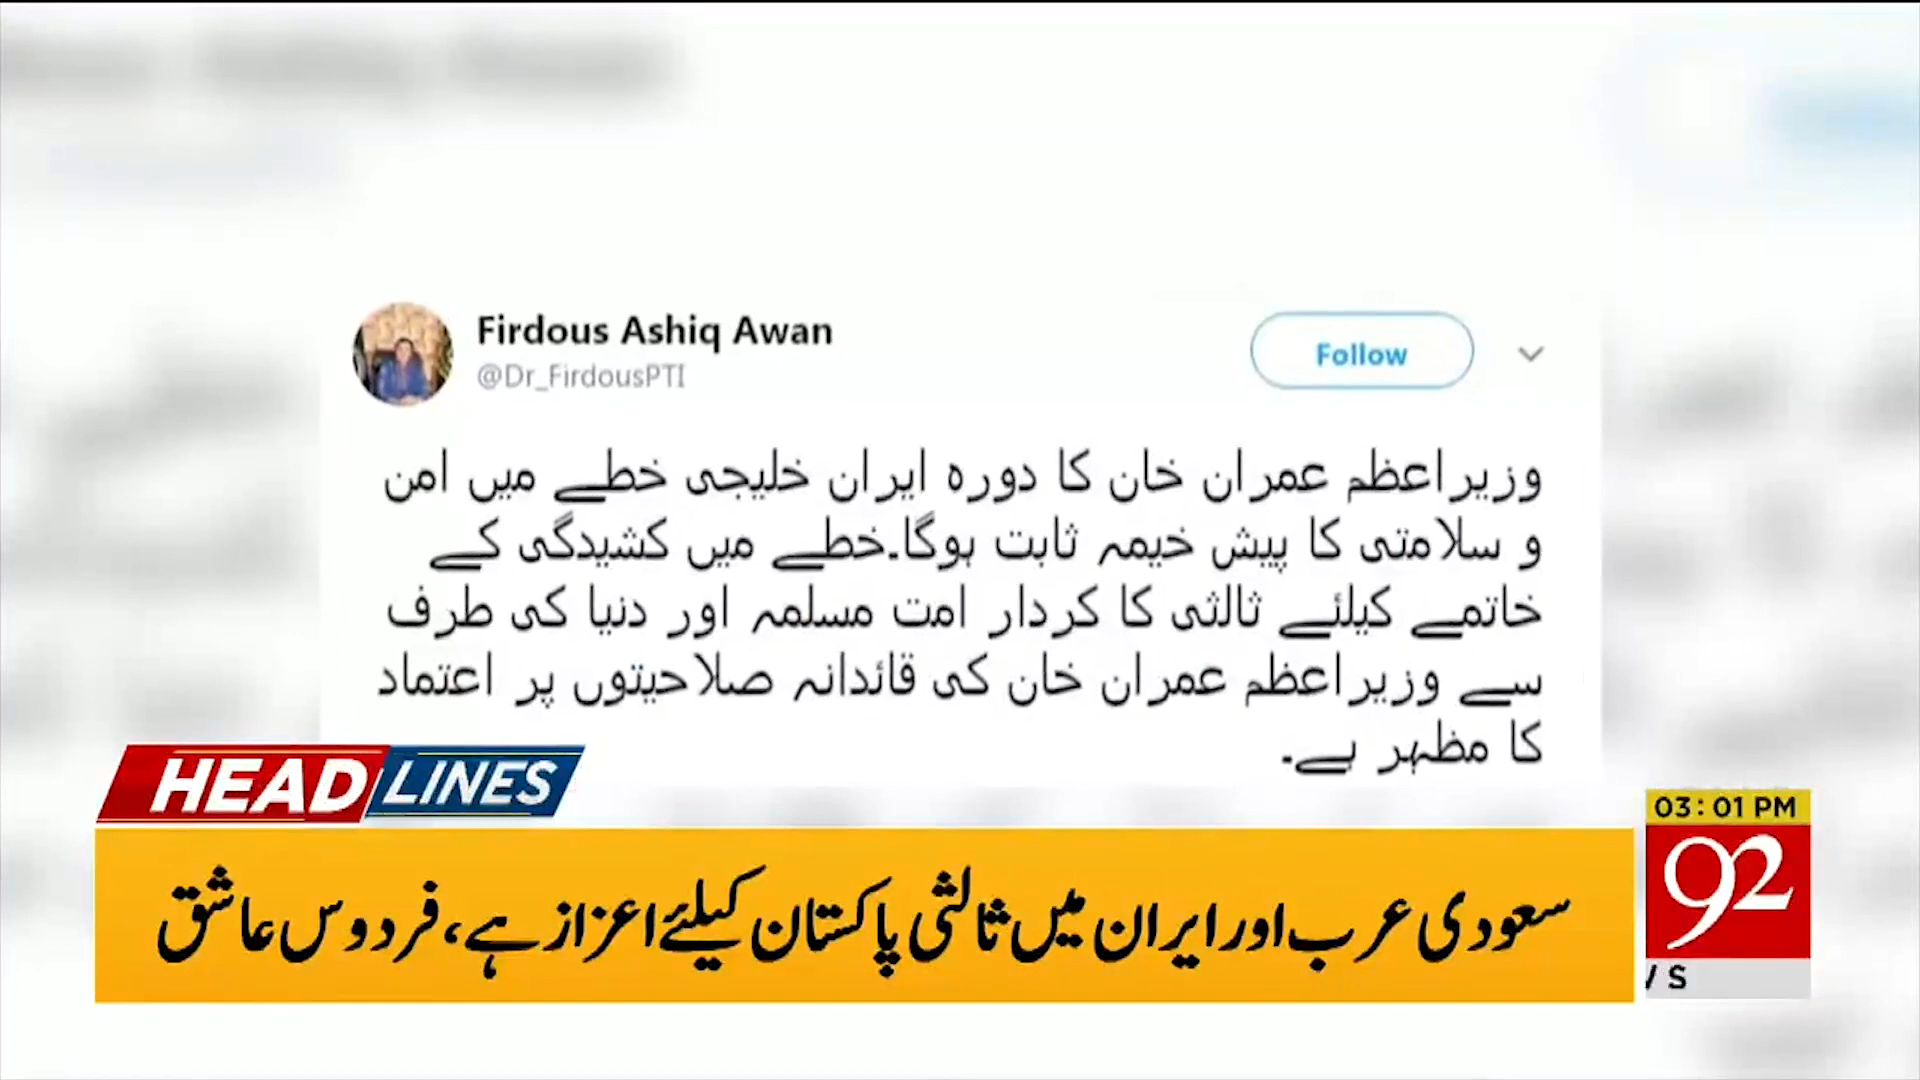 Firdous Ashiq Awan
@Dr_FirdousPTI
Follow
وزیراعظم عمران خان کا دورہ ایران خلیجی خطے میں امن
و سلامتی کا پیش خیمہ ثابت ہوگا۔خطے میں کشیدگی کے
خاتمے کیلئے ثالثی کا کردار امت مسلمہ اور دنیا کی طرف
سے وزیراعظم عمران خان کی قائدانہ صلاحیتوں پر اعتماد
کا مظہر ہے۔
HEADLINES
03:01 PM
92
سعودی عرب اور ایران میں ثالثی پاکستان کیلئے اعزاز ہے، فردوس عاشق